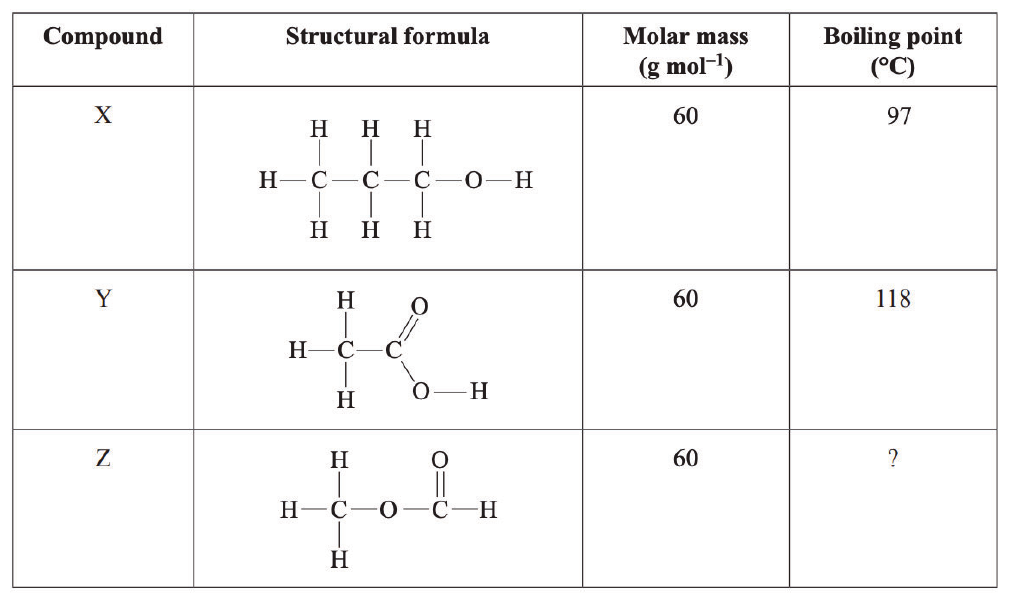 Compound Structural formula Molar mass (g mol⁻¹) Boiling point (°C)
X
H H H
H—C—C—C—O—H
H H H
60
97
Y
H O
H—C—C
O—H
H
60
118
Z
H O
H—C—O—C—H
H
60
?